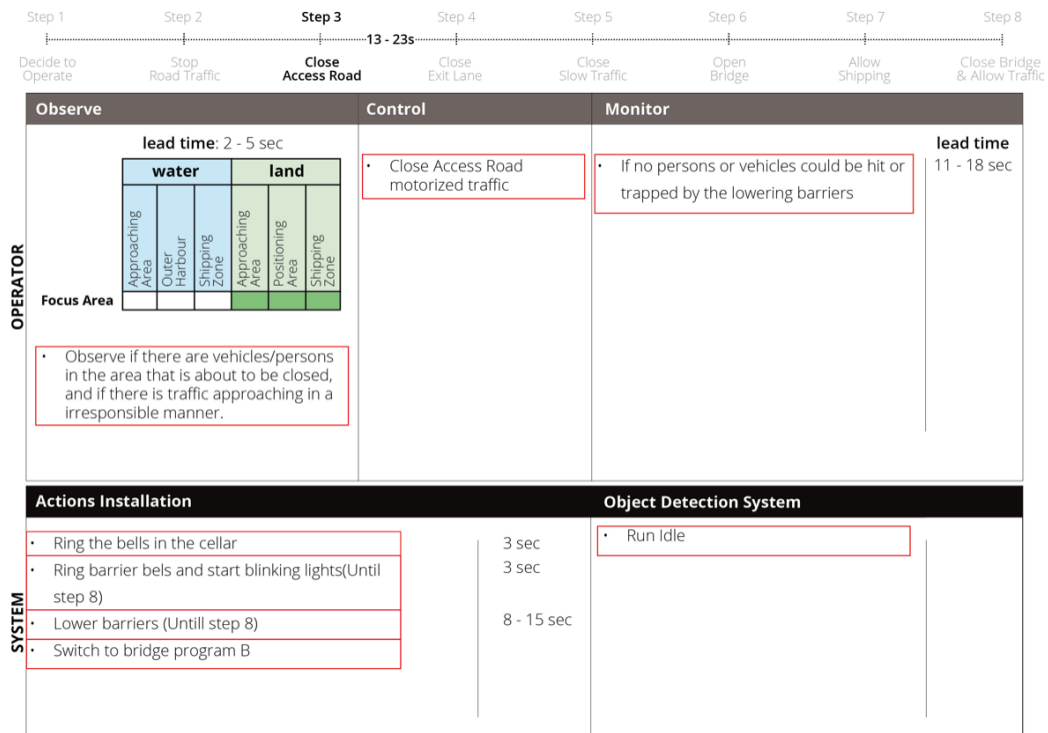 Step 1 Step 2 Step 3 Step 4 Step 5 Step 6 Step 7 Step 8
13 - 23s
Decide to Operate
Stop Road Traffic
Close Access Road
Close Exit Lane
Close Slow Traffic
Open Bridge
Allow Shipping
Close Bridge & Allow Traffic
Observe
Control
Monitor
OPERATOR
lead time: 2 - 5 sec
water
land
Approaching Area
Outer Harbour
Shipping Zone
Approaching Area
Positioning Area
Shipping Zone
Focus Area
• Observe if there are vehicles/persons
in the area that is about to be closed,
and if there is traffic approaching in a
irresponsible manner.
• Close Access Road
motorized traffic
• If no persons or vehicles could be hit or
trapped by the lowering barriers
lead time
11 - 18 sec
SYSTEM
Actions Installation
Object Detection System
• Ring the bells in the cellar
3 sec
• Ring barrier bels and start blinking lights(Until
step 8)
3 sec
• Lower barriers (Untill step 8)
8 - 15 sec
• Switch to bridge program B
• Run Idle